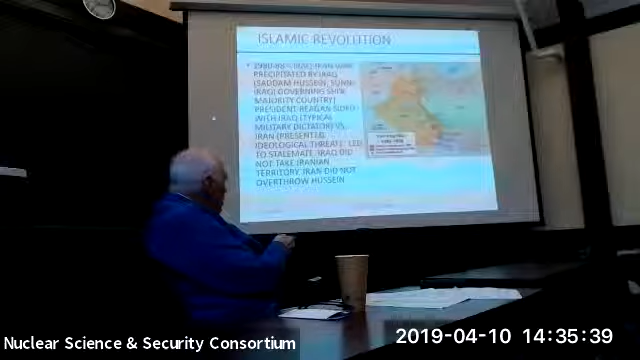 ISLAMIC REVOLUTION
• 1980-88 – IRAQ-IRAN WAR
PRECIPITATED BY IRAQ
(SADDAM HUSSEIN, SUNNI
IRAQ) GOVERNING SHIA
MAJORITY COUNTRY)
PRESIDENT REAGAN SIDED
WITH IRAQ (TYPICAL
MILITARY DICTATOR) VS.
IRAN (PRESENTED
IDEOLOGICAL THREAT). LED
TO STALEMATE. IRAQ DID
NOT TAKE IRANIAN
TERRITORY. IRAN DID NOT
OVERTHROW HUSSEIN
Nuclear Science & Security Consortium
2019-04-10 14:35:39